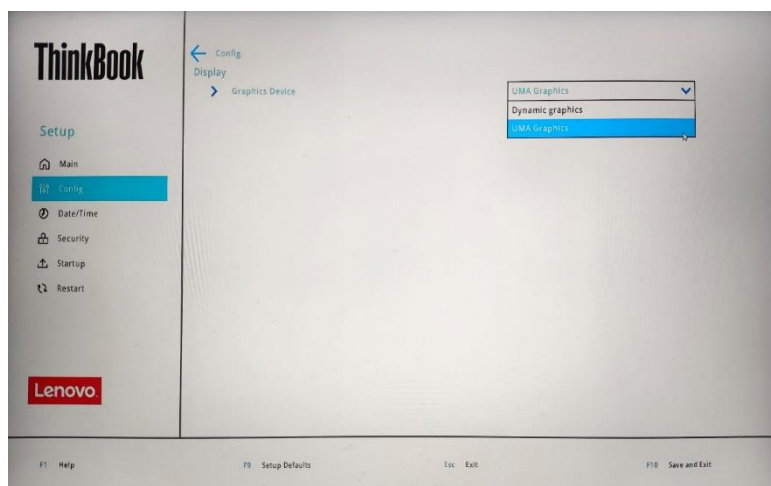 ThinkBook
Setup
Main
Config
Date/Time
Security
Startup
Restart
Lenovo.
Config
Display
Graphics Device
UMA Graphics
Dynamic graphics
UMA Graphics
F1 Help
F9 Setup Defaults
Esc Exit
F10 Save and Exit